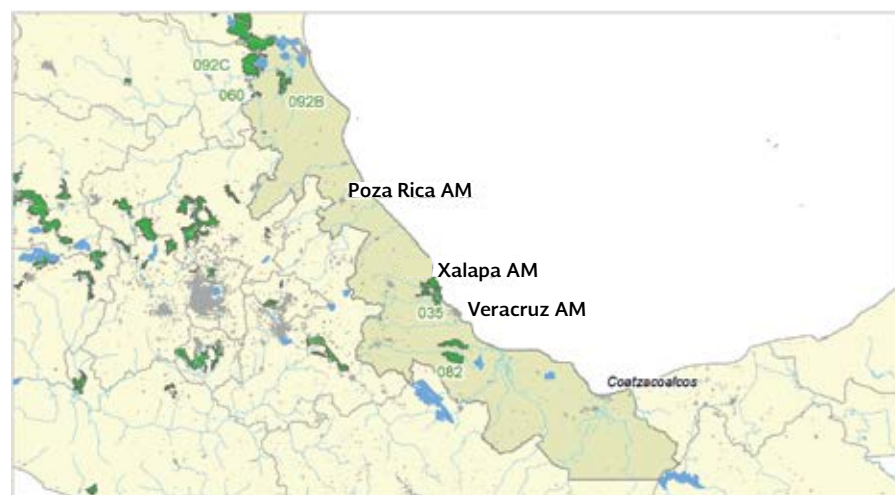 092C
060
092B
Poza Rica AM
Xalapa AM
035
Veracruz AM
082
Coatzacoalcos